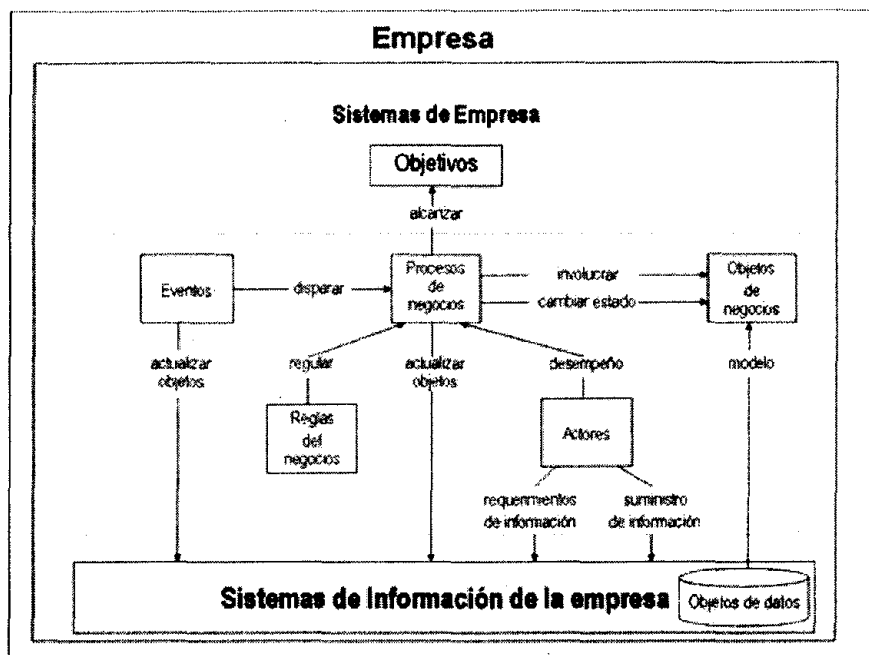 Empresa
Sistemas de Empresa
Objetivos
alcanzar
Eventos
disparar
Procesos
de
negocios
involucrar
cambiar estado
Objetos
de
negocios
actualizar
objetos
regular
actualizar
objetos
desempeño
modelo
Reglas
del
negocios
Actores
requerimientos
de información
suministro
de información
Sistemas de Información de la empresa
Objetos de datos